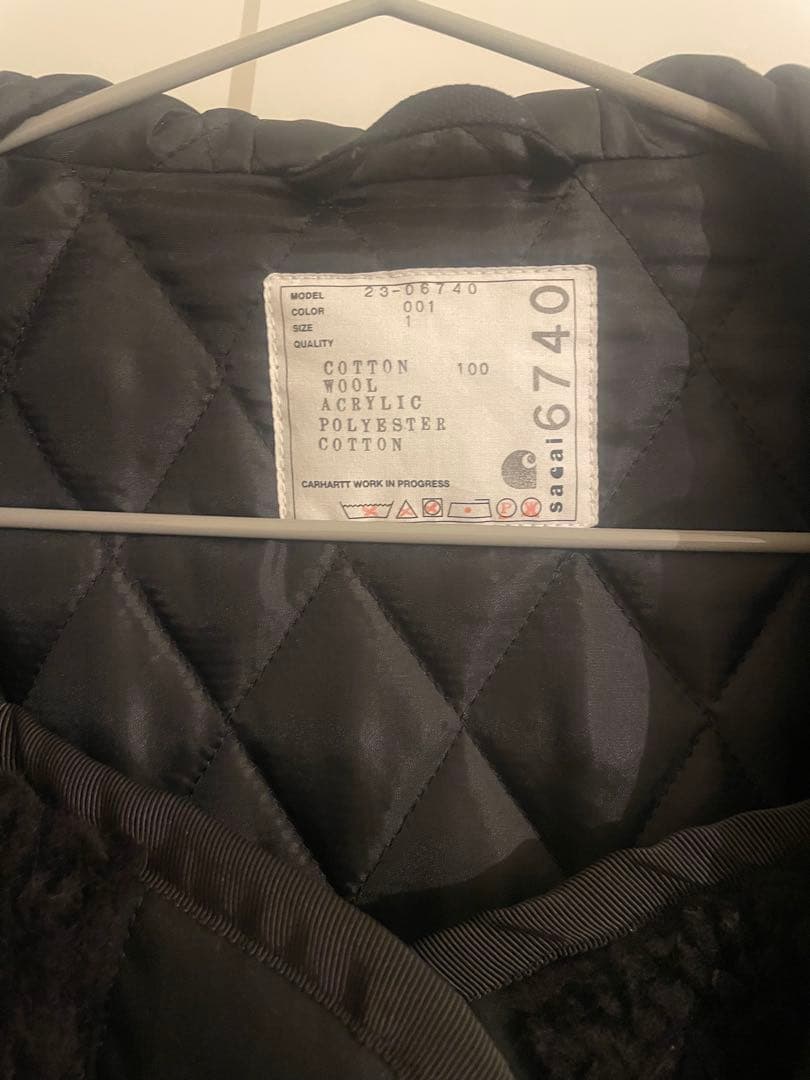 MODEL 23-06740
COLOR 001
SIZE 1
QUALITY
COTTON 100
WOOL
ACRYLIC
POLYESTER
COTTON
CARHARTT WORK IN PROGRESS
P
sacai 6740